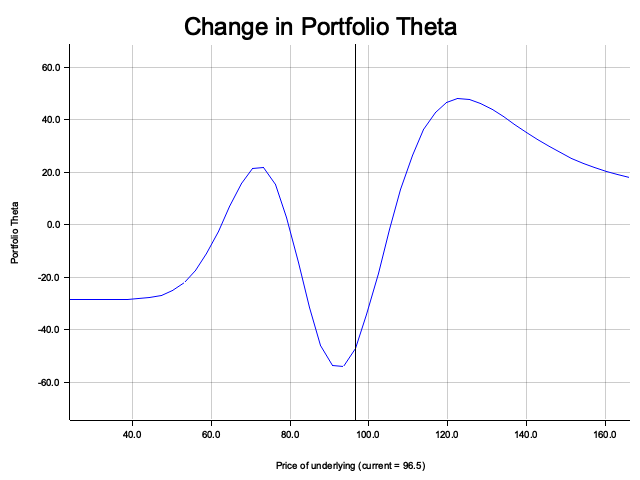 Change in Portfolio Theta
60.0
40.0
20.0
0.0
-20.0
-40.0
-60.0
Portfolio Theta
40.0 60.0 80.0 100.0 120.0 140.0 160.0
Price of underlying (current = 96.5)